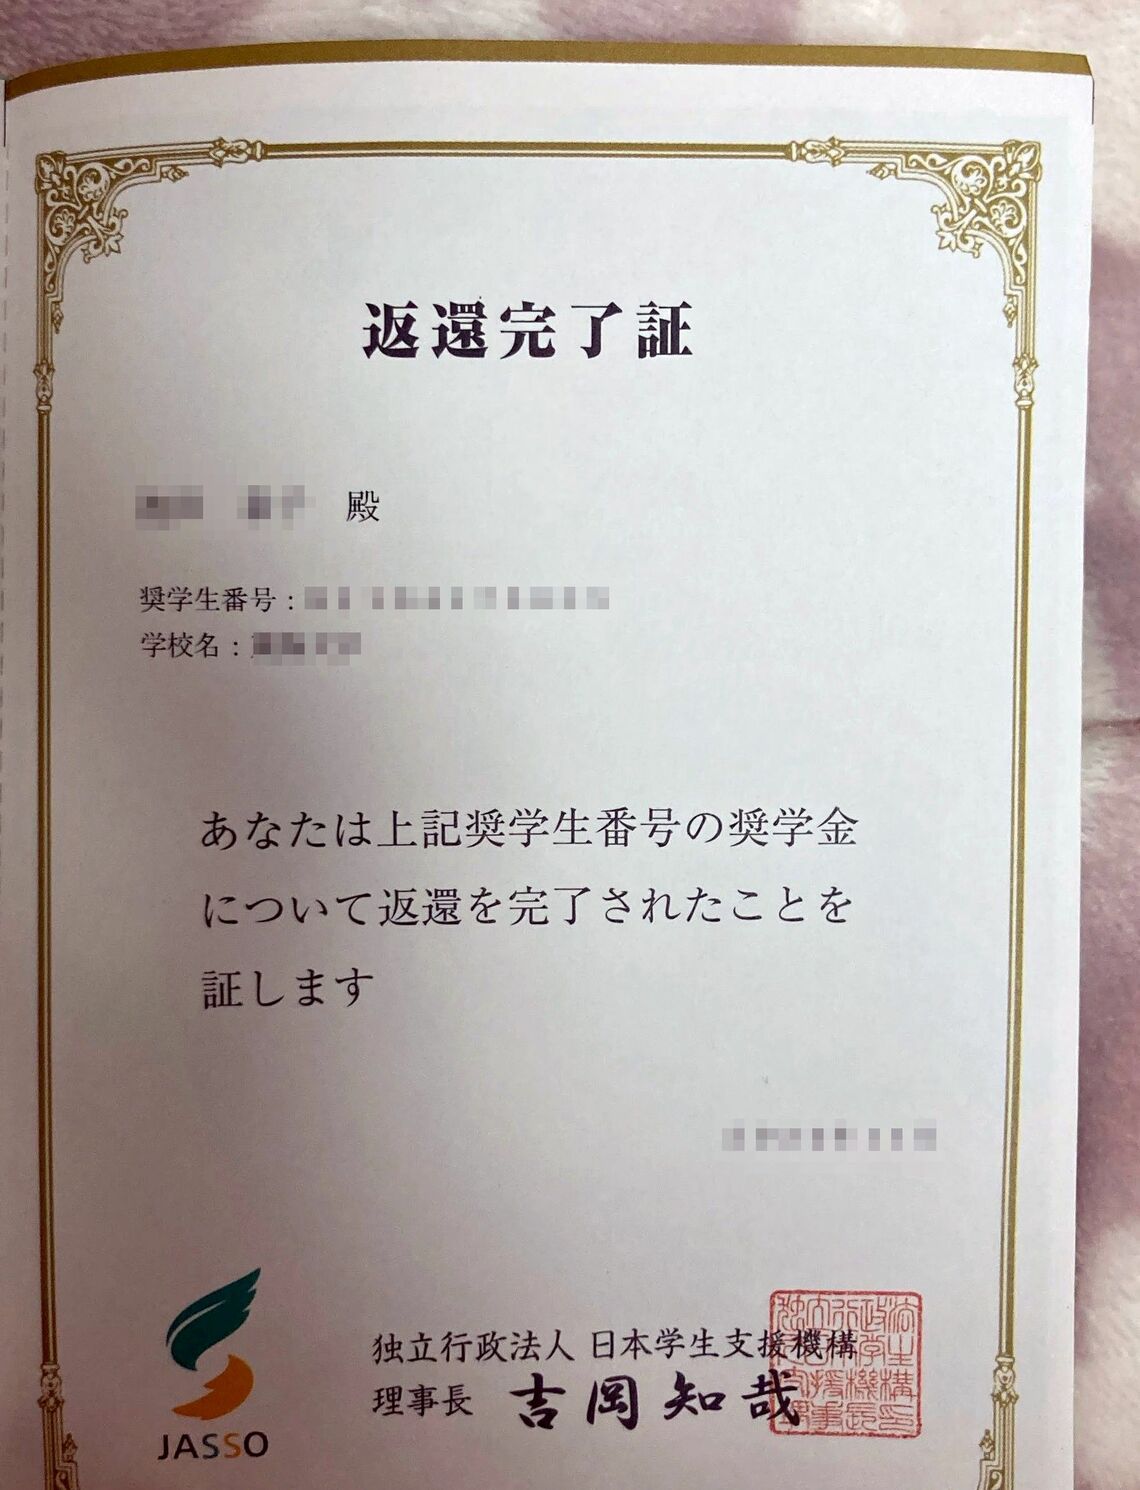 返還完了証
殿
奨学生番号：
学校名：
あなたは上記奨学生番号の奨学金
について返還を完了されたことを
証します
独立行政法人 日本学生支援機構
理事長 吉岡知哉
JASSO